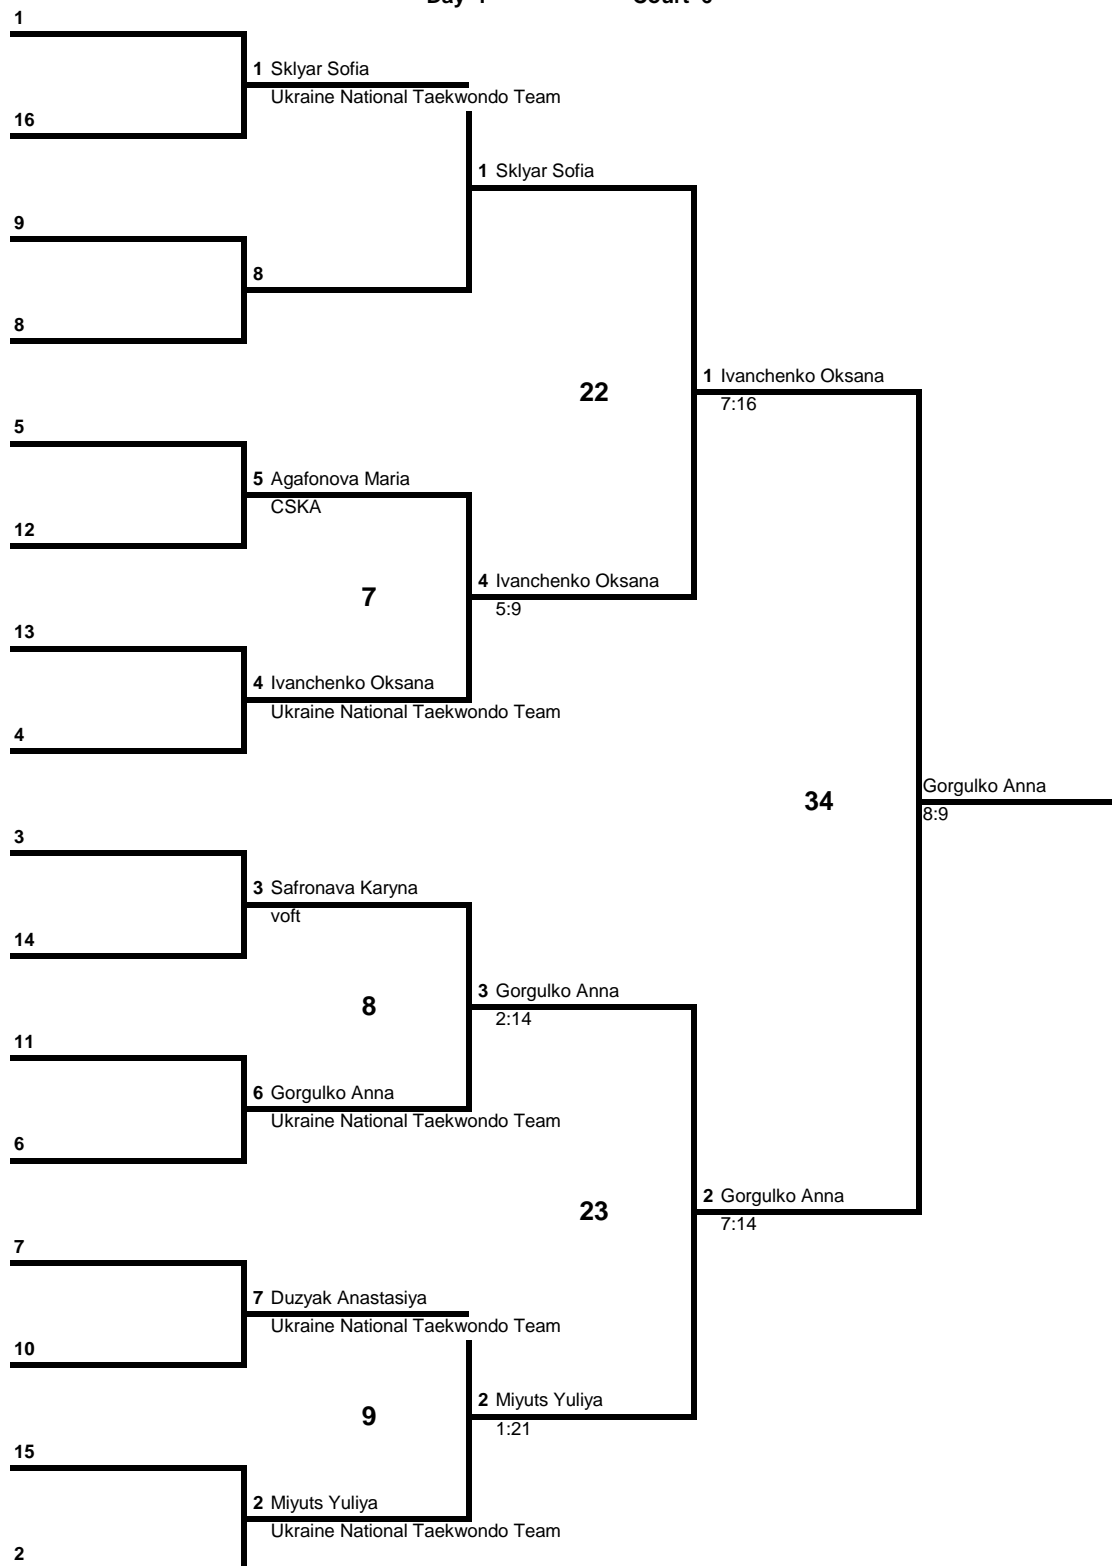 1
1 Sklyar Sofia
Ukraine National Taekwondo Team
16
1 Sklyar Sofia
9
8
8
22
1 Ivanchenko Oksana
7:16
5
5 Agafonova Maria
CSKA
12
7
4 Ivanchenko Oksana
5:9
13
4 Ivanchenko Oksana
Ukraine National Taekwondo Team
4
34
Gorgulko Anna
8:9
3
3 Safronava Karyna
voft
14
8
3 Gorgulko Anna
2:14
11
6 Gorgulko Anna
Ukraine National Taekwondo Team
6
23
2 Gorgulko Anna
7:14
7
7 Duzyak Anastasiya
Ukraine National Taekwondo Team
10
9
2 Miyuts Yuliya
1:21
15
2 Miyuts Yuliya
Ukraine National Taekwondo Team
2